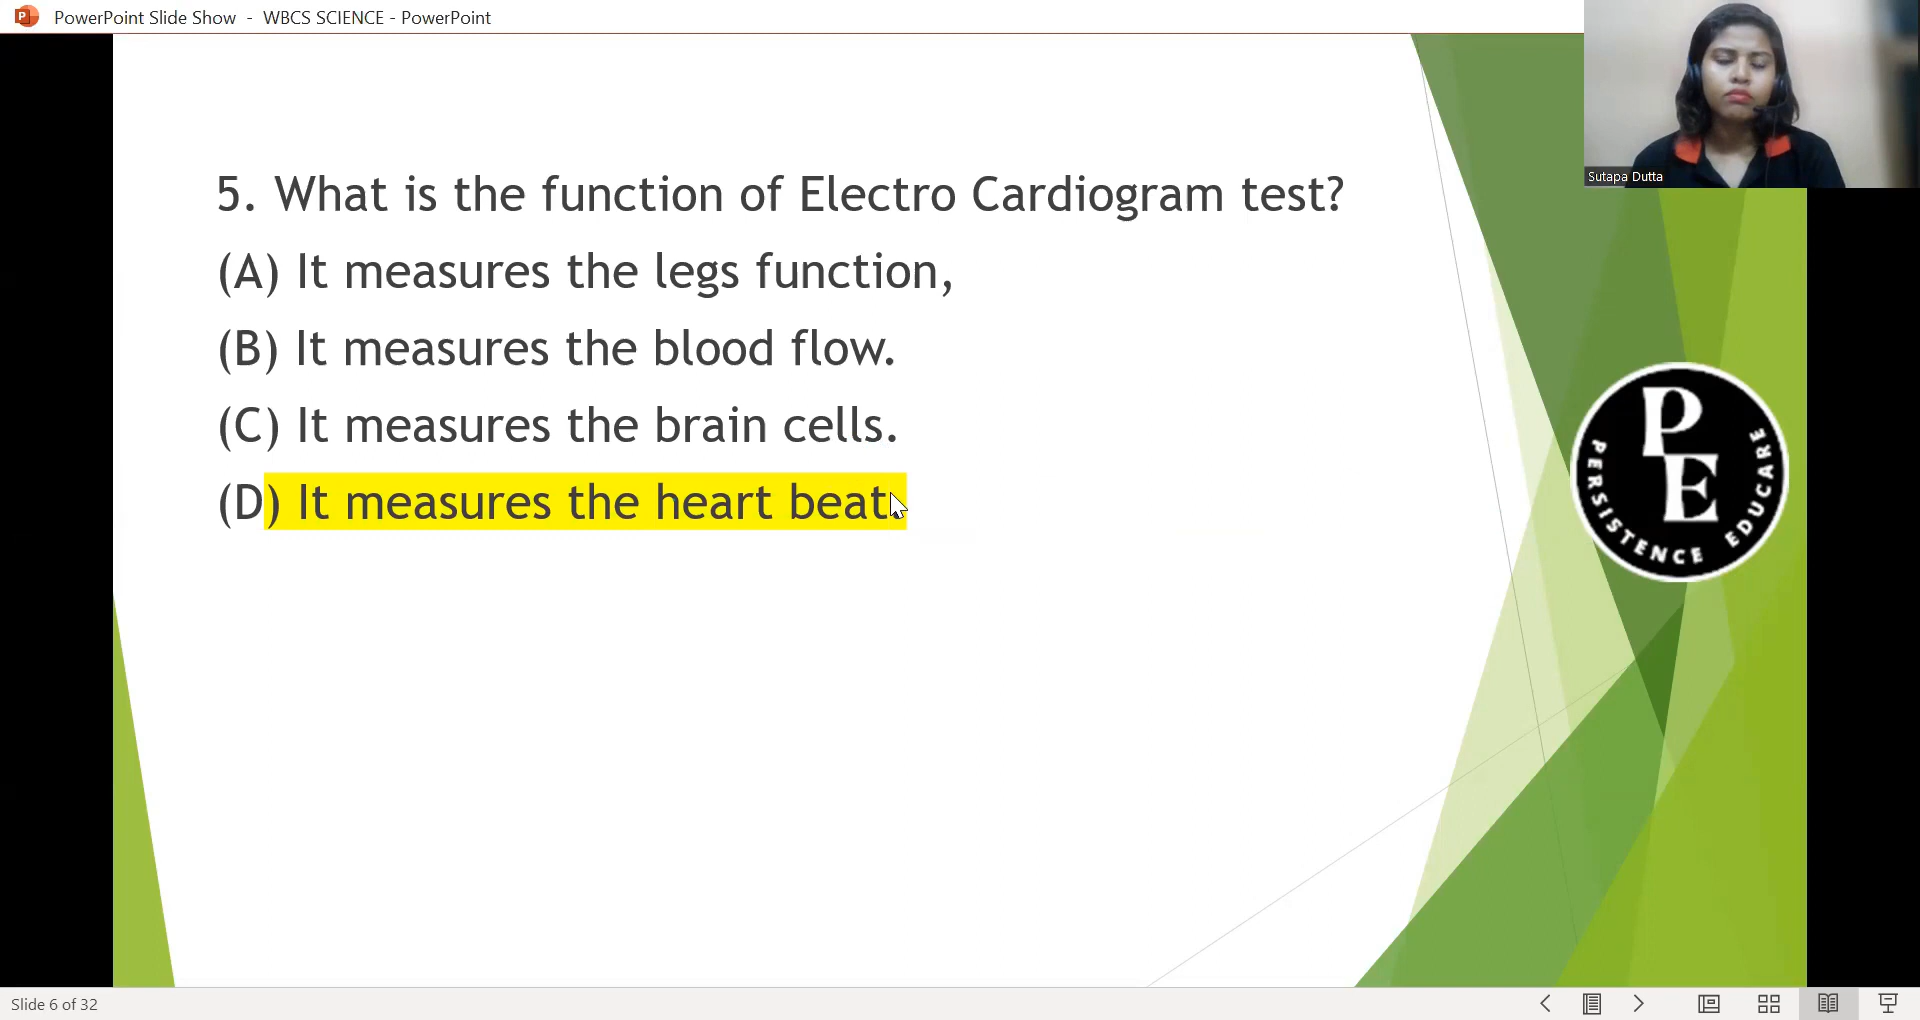 PowerPoint Slide Show - WBCS SCIENCE - PowerPoint
Sutapa Dutta
5. What is the function of Electro Cardiogram test?
(A) It measures the legs function,
(B) It measures the blood flow.
(C) It measures the brain cells.
(D) It measures the heart beat.
PE
PERSISTENCE EDUCARE
Slide 6 of 32